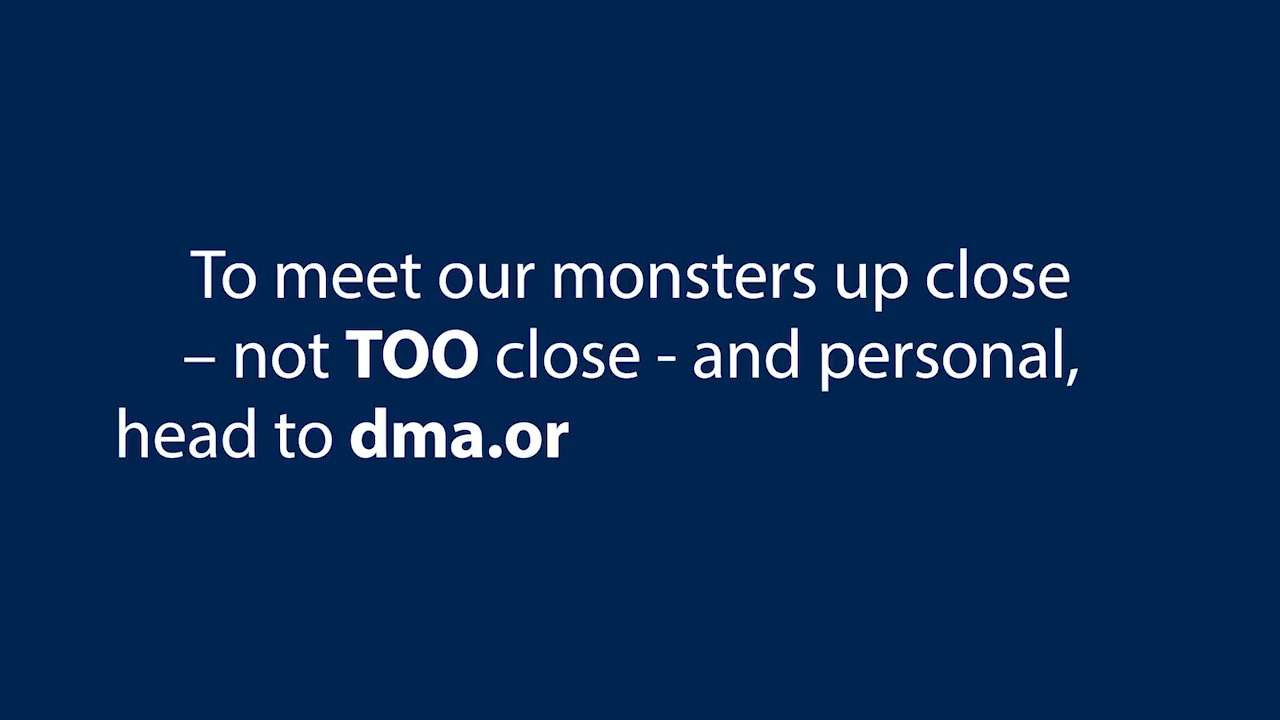 To meet our monsters up close
– not TOO close - and personal,
head to dma.or